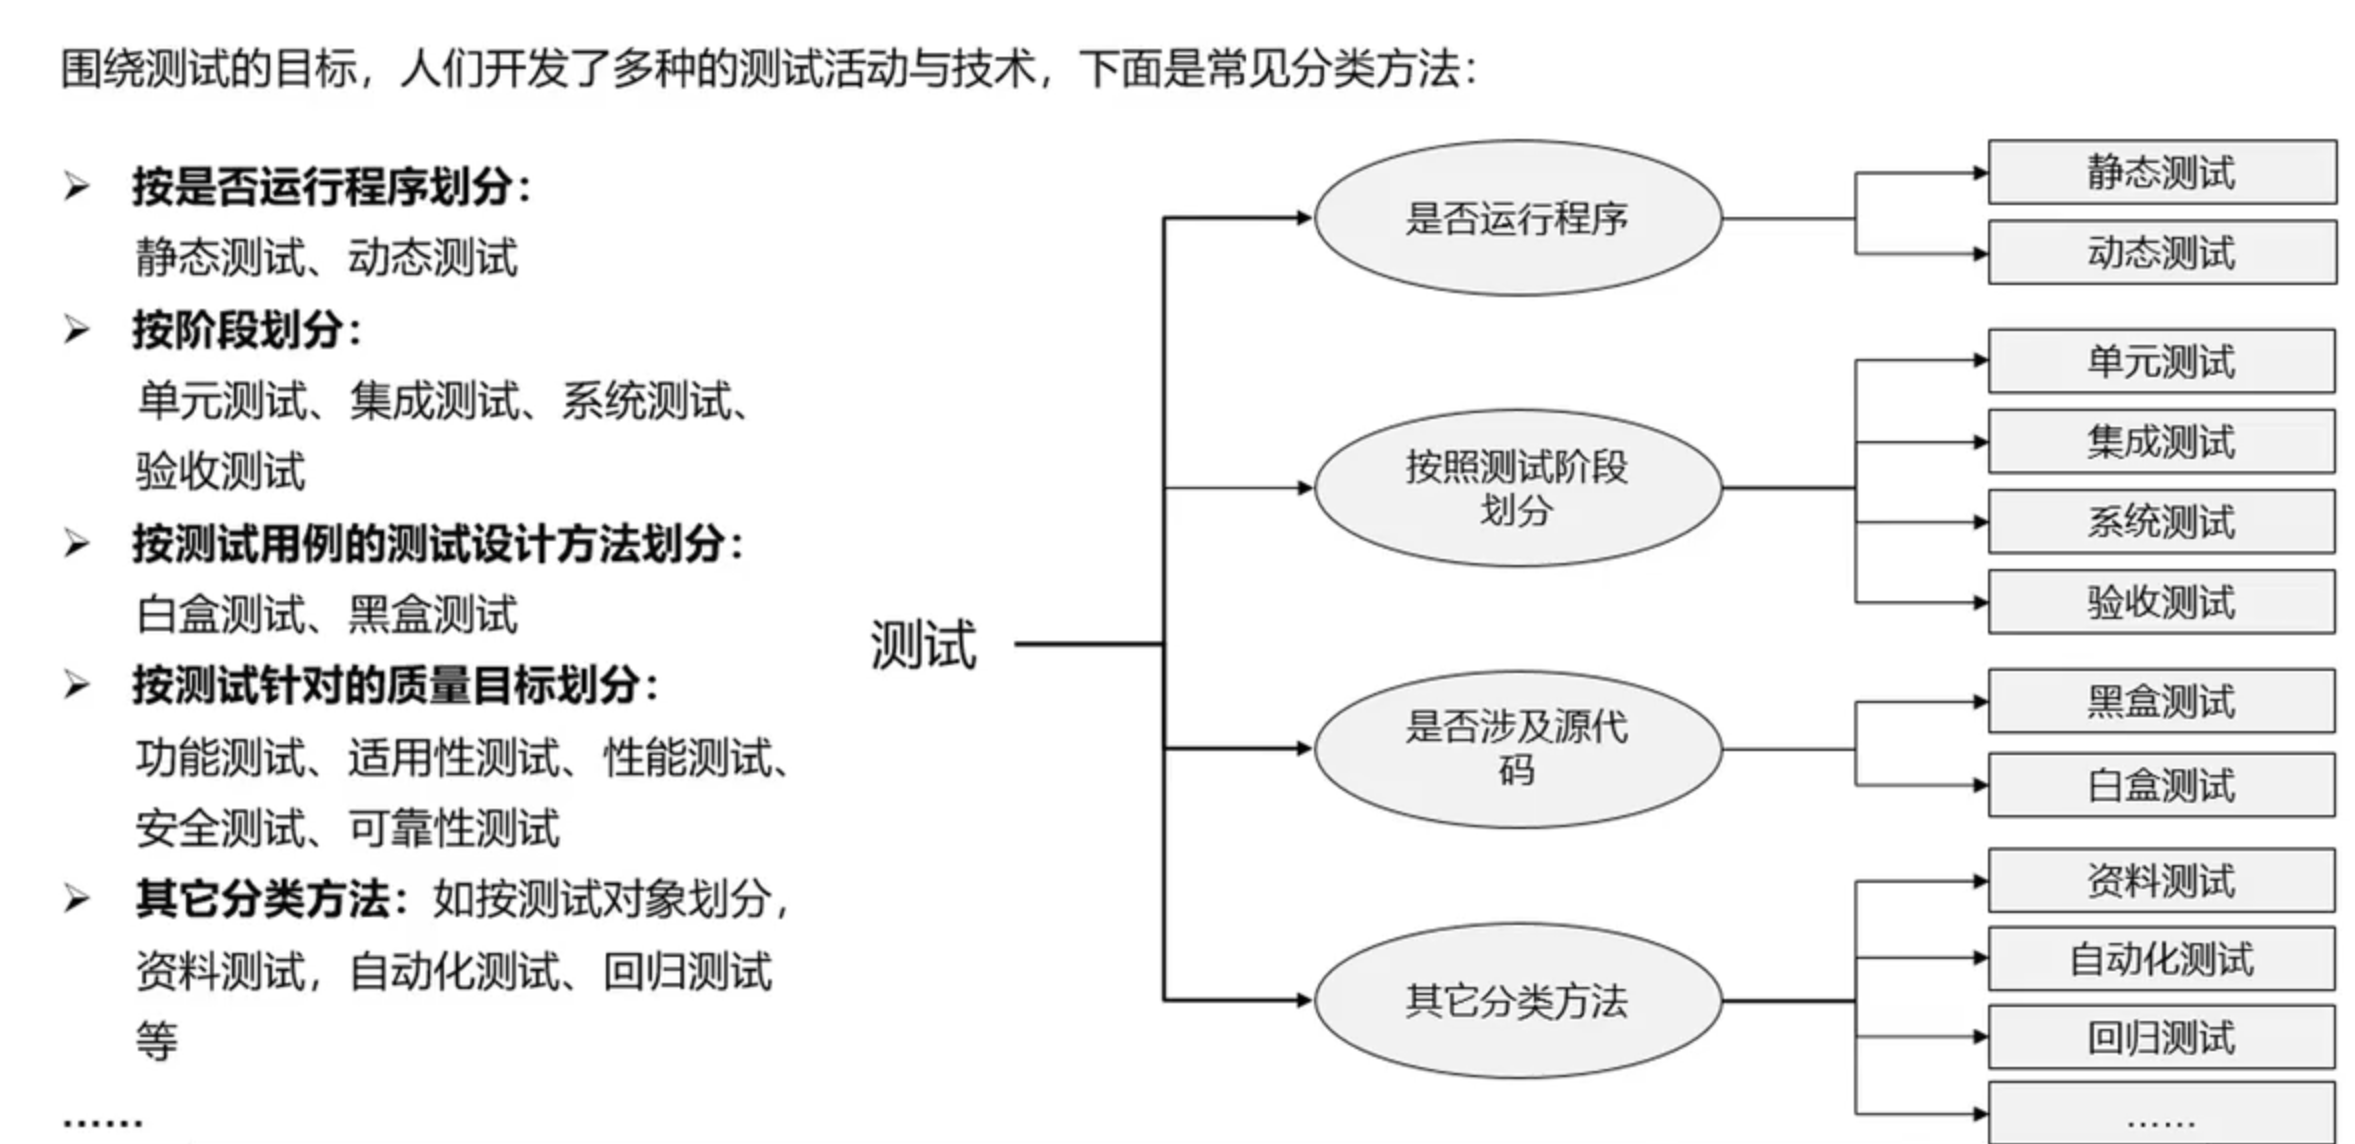 围绕测试的目标，人们开发了多种的测试活动与技术，下面是常见分类方法：
按是否运行程序划分：
静态测试、动态测试
按阶段划分：
单元测试、集成测试、系统测试、
验收测试
按测试用例的测试设计方法划分：
白盒测试、黑盒测试
按测试针对的质量目标划分：
功能测试、适用性测试、性能测试、
安全测试、可靠性测试
其它分类方法：如按测试对象划分，
资料测试，自动化测试、回归测试
等
……
测试
是否运行程序
静态测试
动态测试
按照测试阶段
划分
单元测试
集成测试
系统测试
验收测试
是否涉及源代
码
黑盒测试
白盒测试
其它分类方法
资料测试
自动化测试
回归测试
……